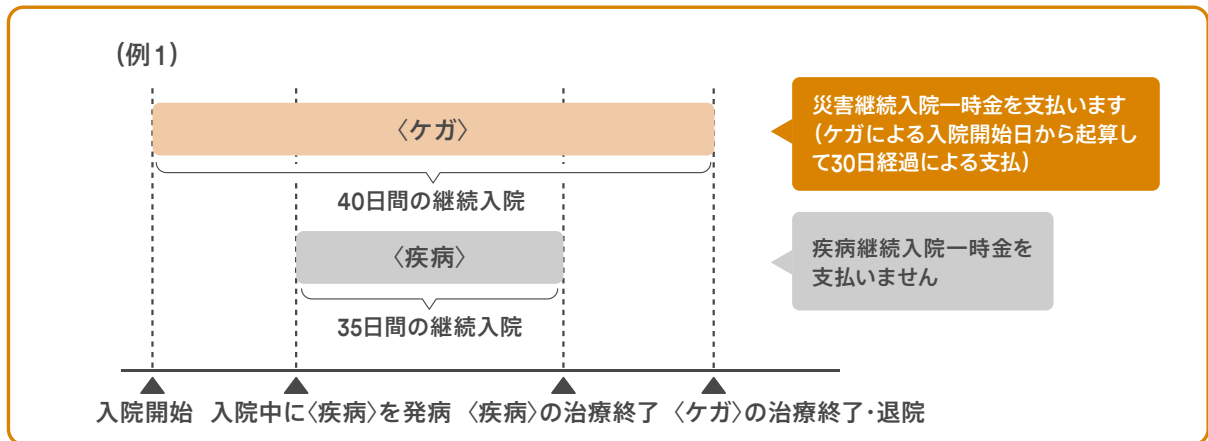 (例1)
〈ケガ〉
40日間の継続入院
災害継続入院一時金を支払います
(ケガによる入院開始日から起算し
て30日経過による支払)
〈疾病〉
35日間の継続入院
疾病継続入院一時金を
支払いません
入院開始 入院中に〈疾病〉を発病 〈疾病〉の治療終了 〈ケガ〉の治療終了・退院